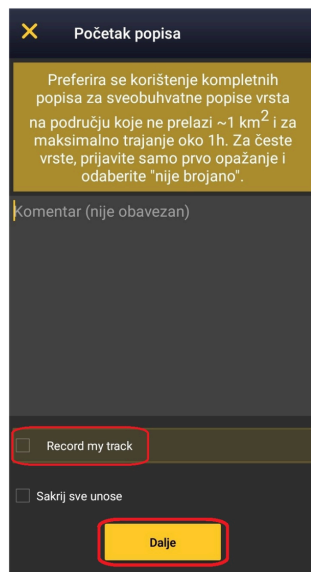 Početak popisa
Preferira se korištenje kompletnih
popisa za sveobuhvatne popise vrsta
na području koje ne prelazi ~1 km² i za
maksimalno trajanje oko 1h. Za česte
vrste, prijavite samo prvo opažanje i
odaberite "nije brojano".
Komentar (nije obavezan)
Record my track
Sakrij sve unose
Dalje